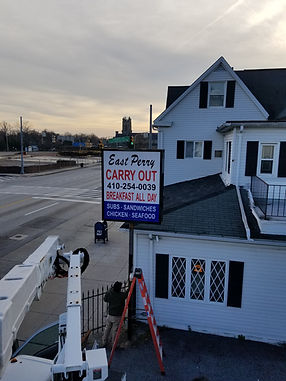 East Perry
CARRY OUT
410-254-0039
BREAKFAST ALL DAY
SUBS - SANDWICHES
CHICKEN - SEAFOOD